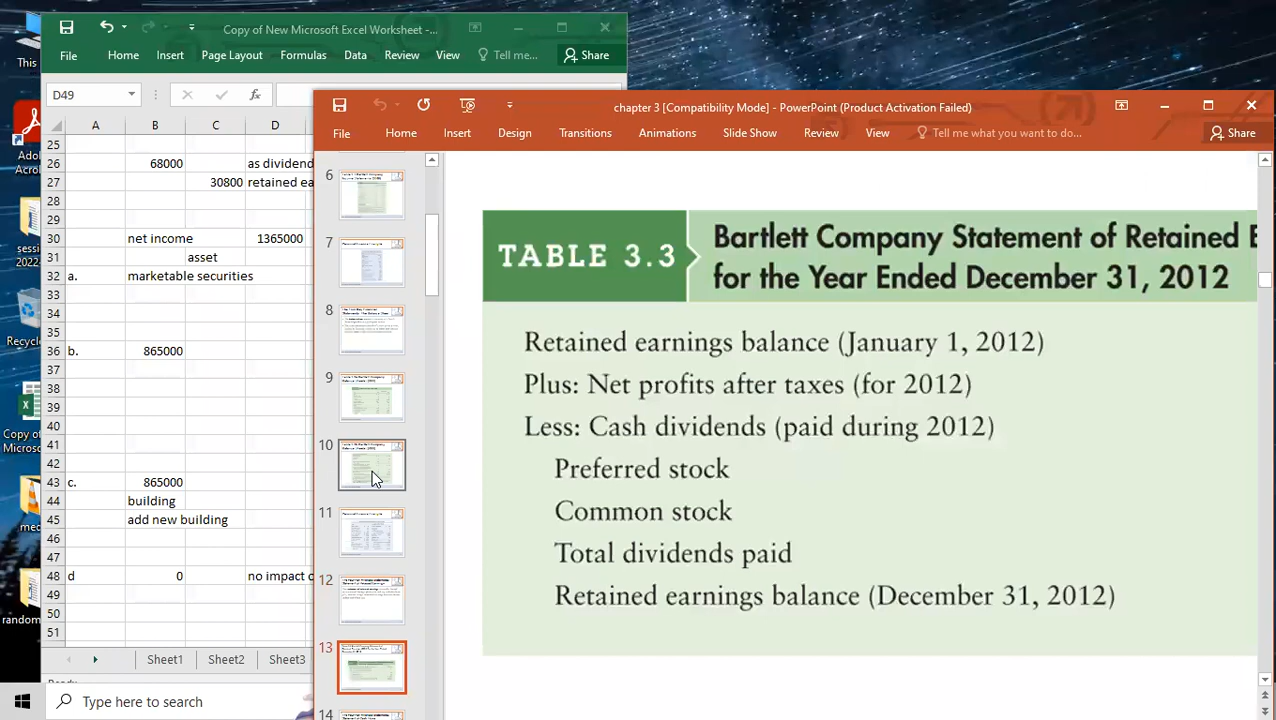 Copy of New Microsoft Excel Worksheet -...
File Home Insert Page Layout Formulas Data Review View Tell me... Share
D49
A B C D
25
26 68000 as dividend
27 30800 retained ea
28
29
30 net income 1365000
31 asset
32 a. marketable securities
33
34
35
36 b. 865000
37
38
39
40
41
42
43 c. 865000
44 building
45 add new building
46
47
48 d 0 no impact o
49
50
51
Sheet1 Sheet2 Sheet3
Type here to search
This
Adob
Acro
sessi
2022
Recycl
Copy of
Microso
.med
random
chapter 3 [Compatibility Mode] - PowerPoint (Product Activation Failed)
File Home Insert Design Transitions Animations Slide Show Review View Tell me what you want to do... Share
6
7
8
9
10
11
12
13
14
TABLE 3.3
Bartlett Company Statement of Retained E
for the Year Ended December 31, 2012
Retained earnings balance (January 1, 2012)
Plus: Net profits after taxes (for 2012)
Less: Cash dividends (paid during 2012)
Preferred stock
Common stock
Total dividends paid
Retained earnings balance (December 31, 2012)